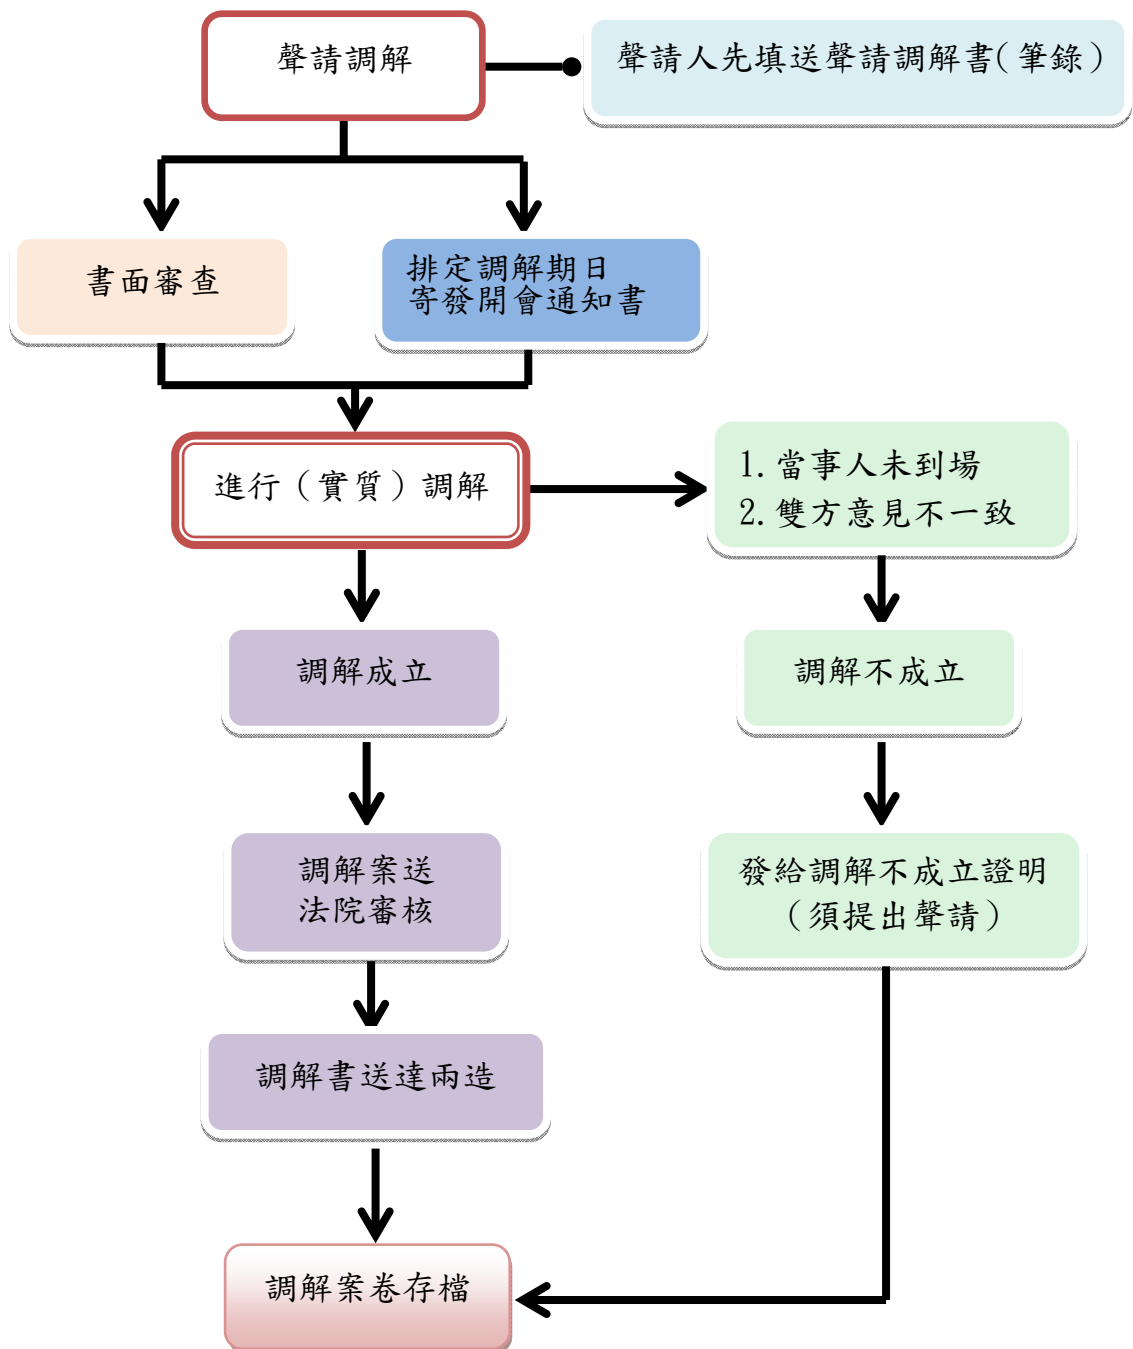 聲請調解
聲請人先填送聲請調解書(筆錄)
書面審查
排定調解期日
寄發開會通知書
進行（實質）調解
1.當事人未到場
2.雙方意見不一致
調解成立
調解不成立
調解案送
法院審核
發給調解不成立證明
（須提出聲請）
調解書送達兩造
調解案卷存檔